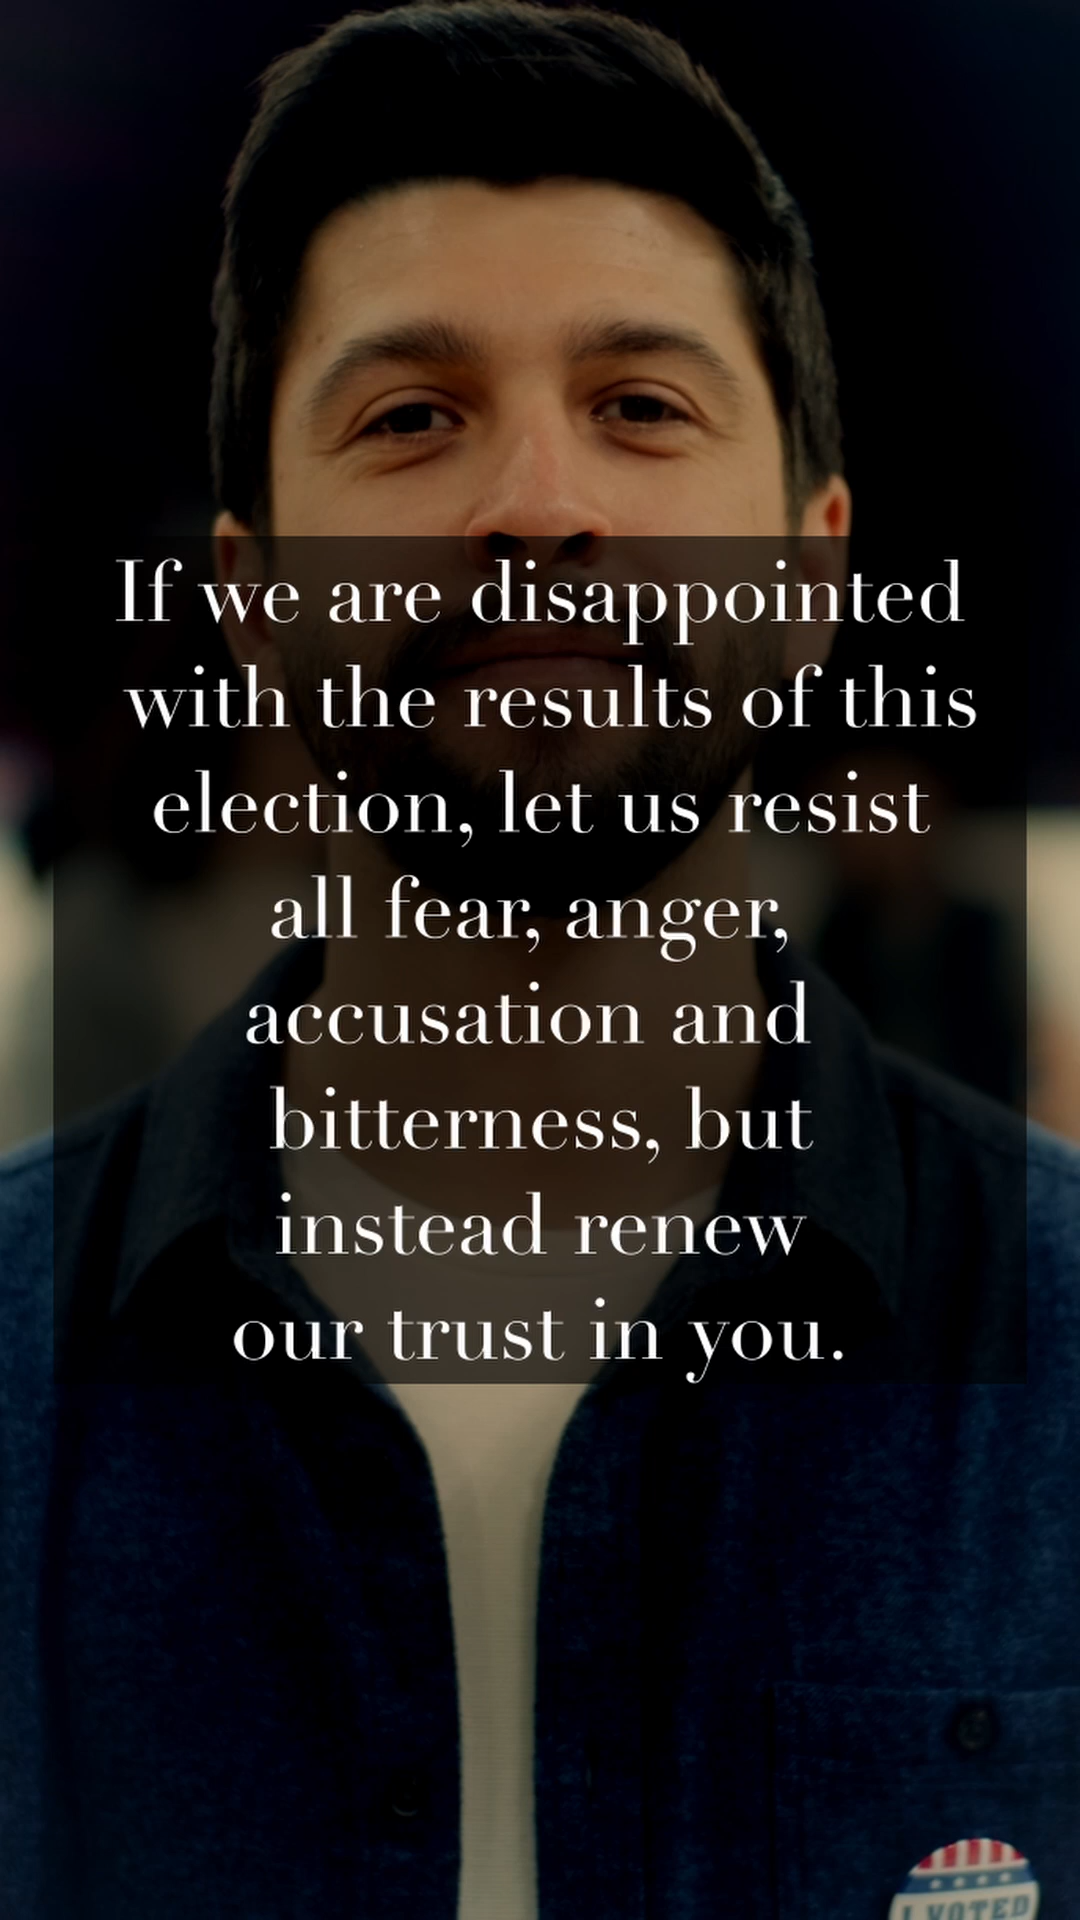 If we are disappointed
with the results of this
election, let us resist
all fear, anger,
accusation and
bitterness, but
instead renew
our trust in you.
I VOTED